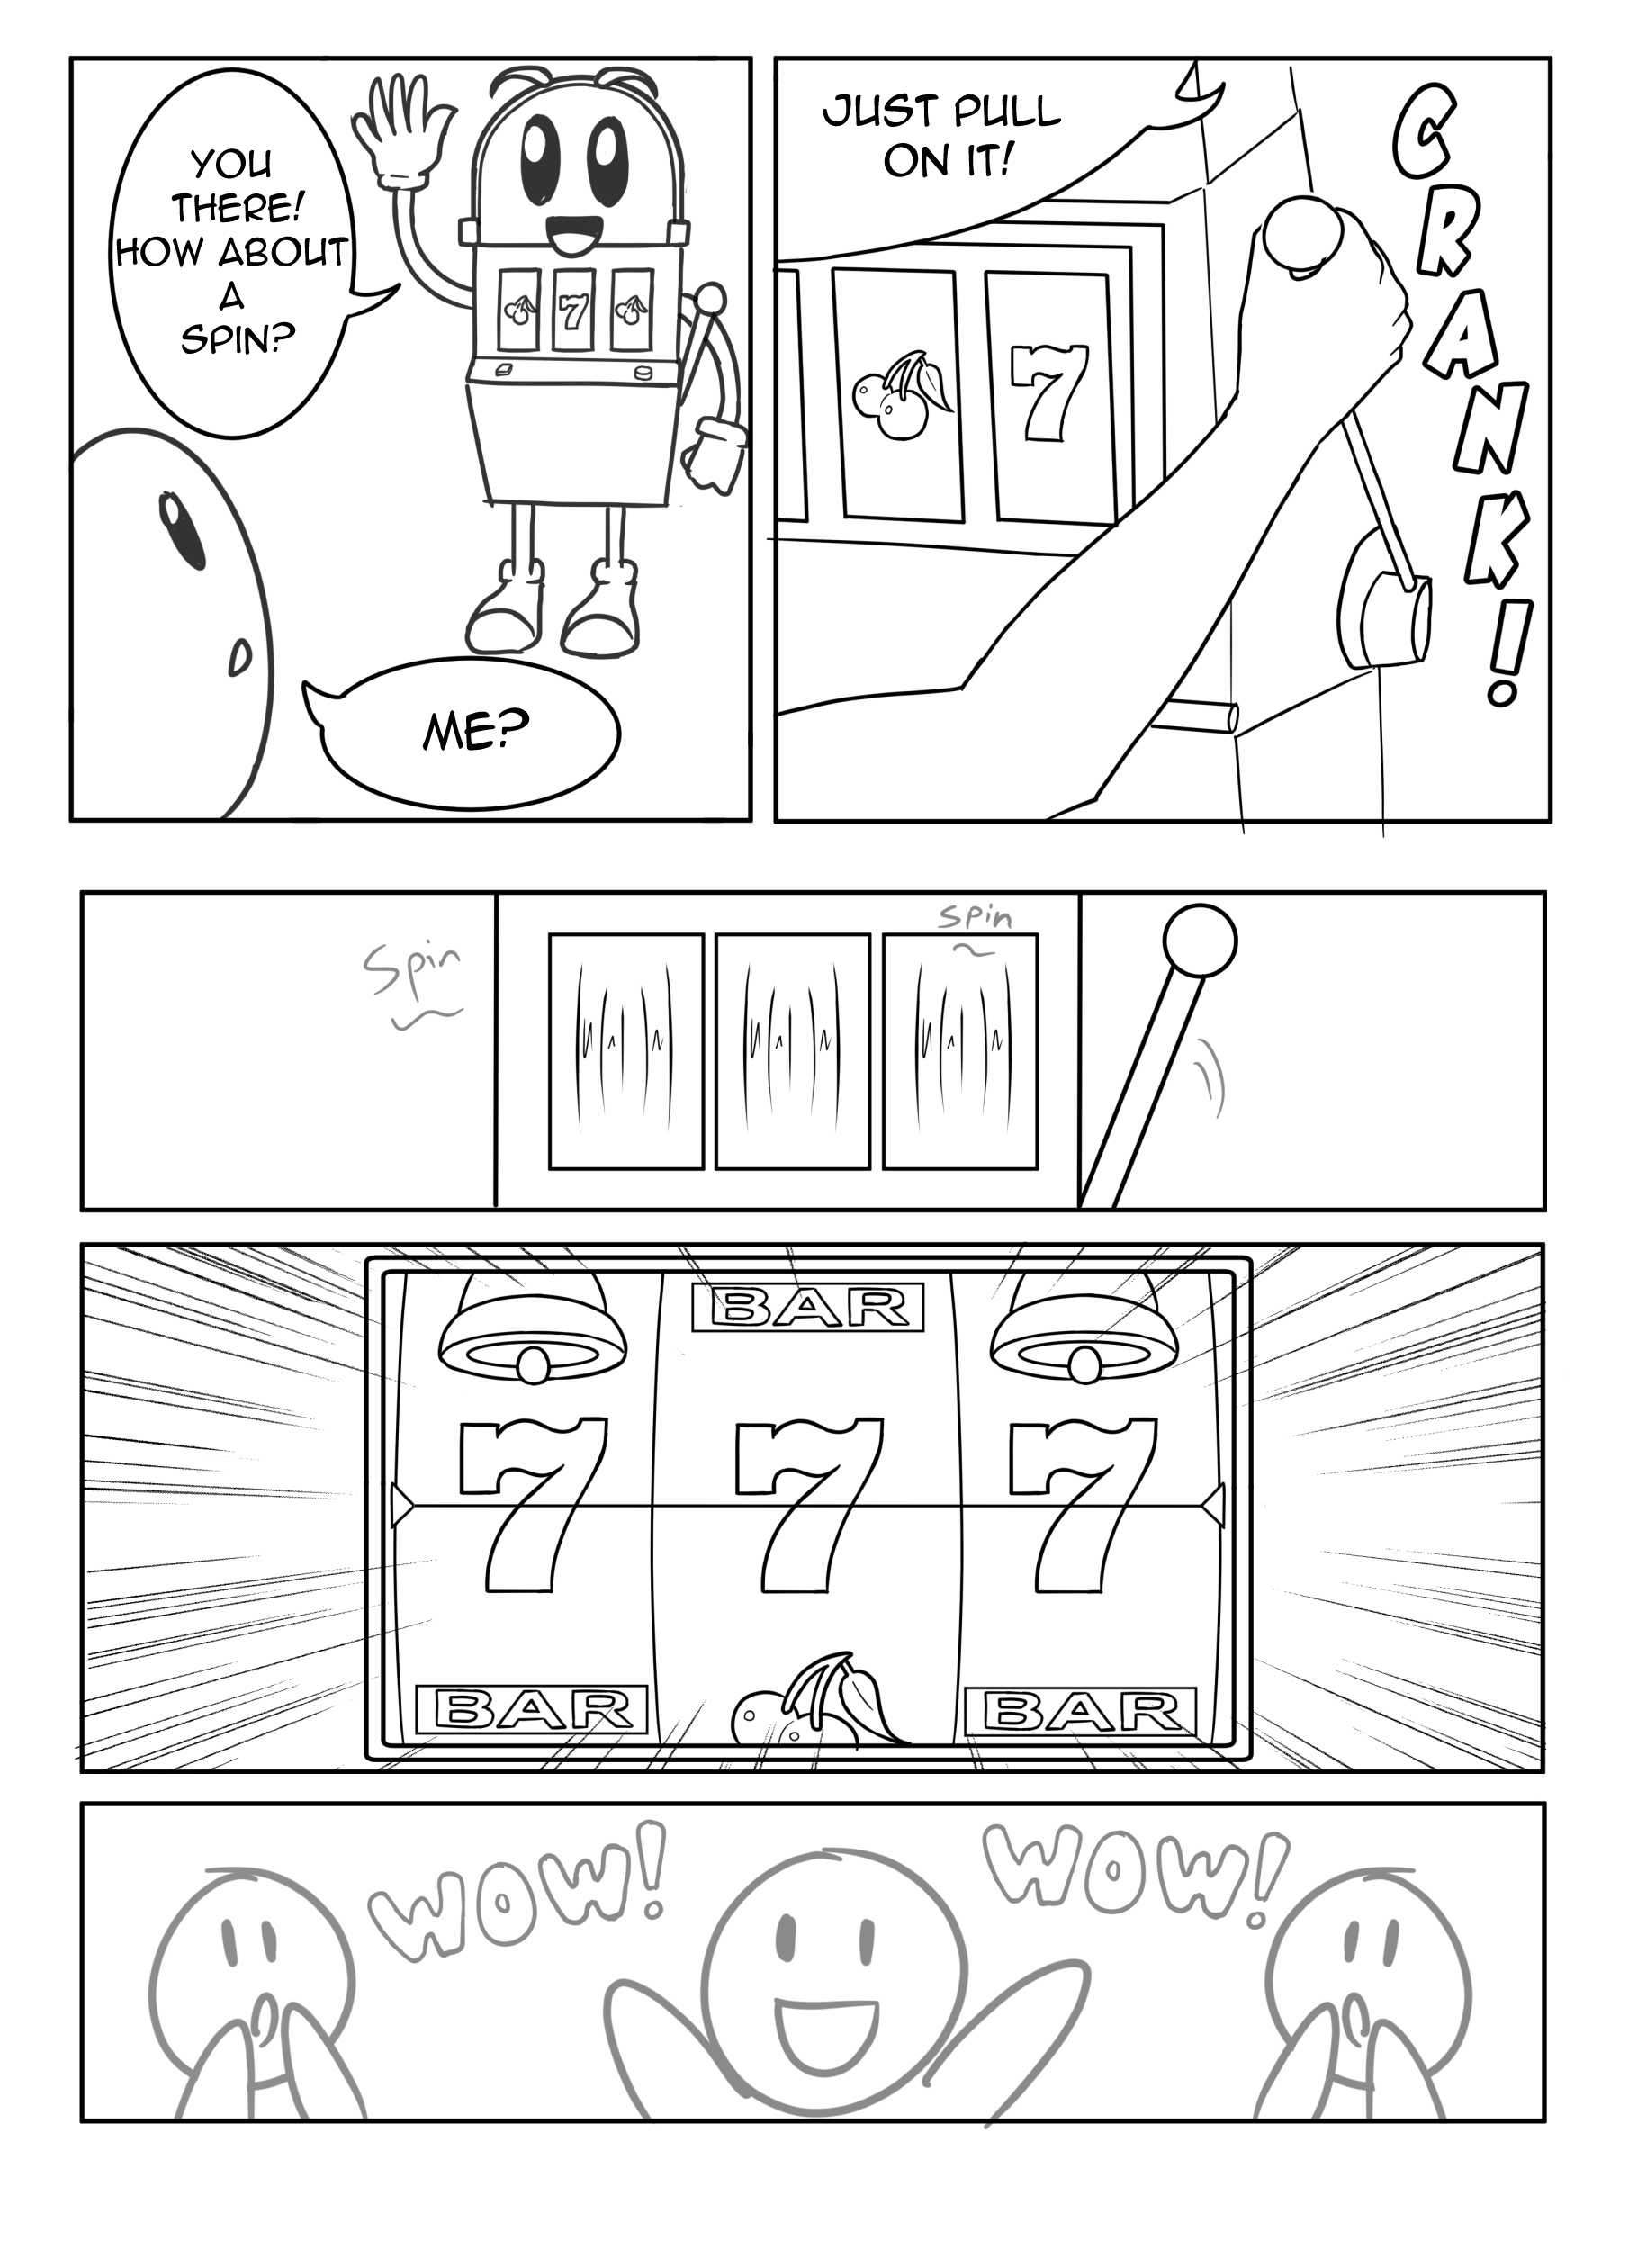 YOU
THERE!
HOW ABOUT
A
SPIN?
ME?
JUST PULL
ON IT!
CRANK!
Spin
spin
BAR
7 7 7
BAR
BAR
WOW!
WOW!